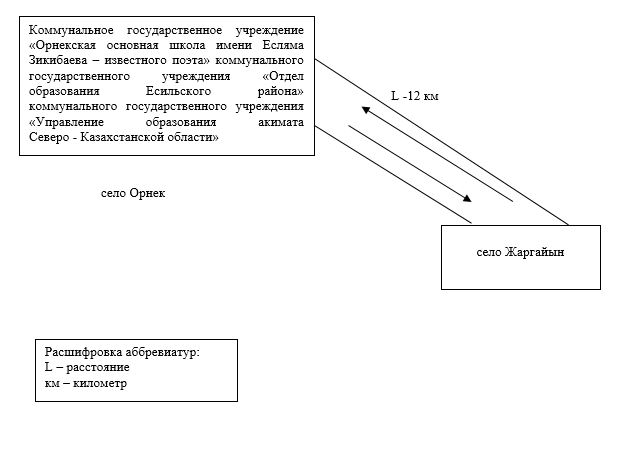 Коммунальное государственное учреждение
«Орнекская основная школа имени Есляма
Зикибаева – известного поэта» коммунального
государственного учреждения «Отдел
образования Есильского района»
коммунального государственного учреждения
«Управление образования акимата
Северо - Казахстанской области»
L -12 км
село Орнек
село Жаргайын
Расшифровка аббревиатур:
L – расстояние
км – километр